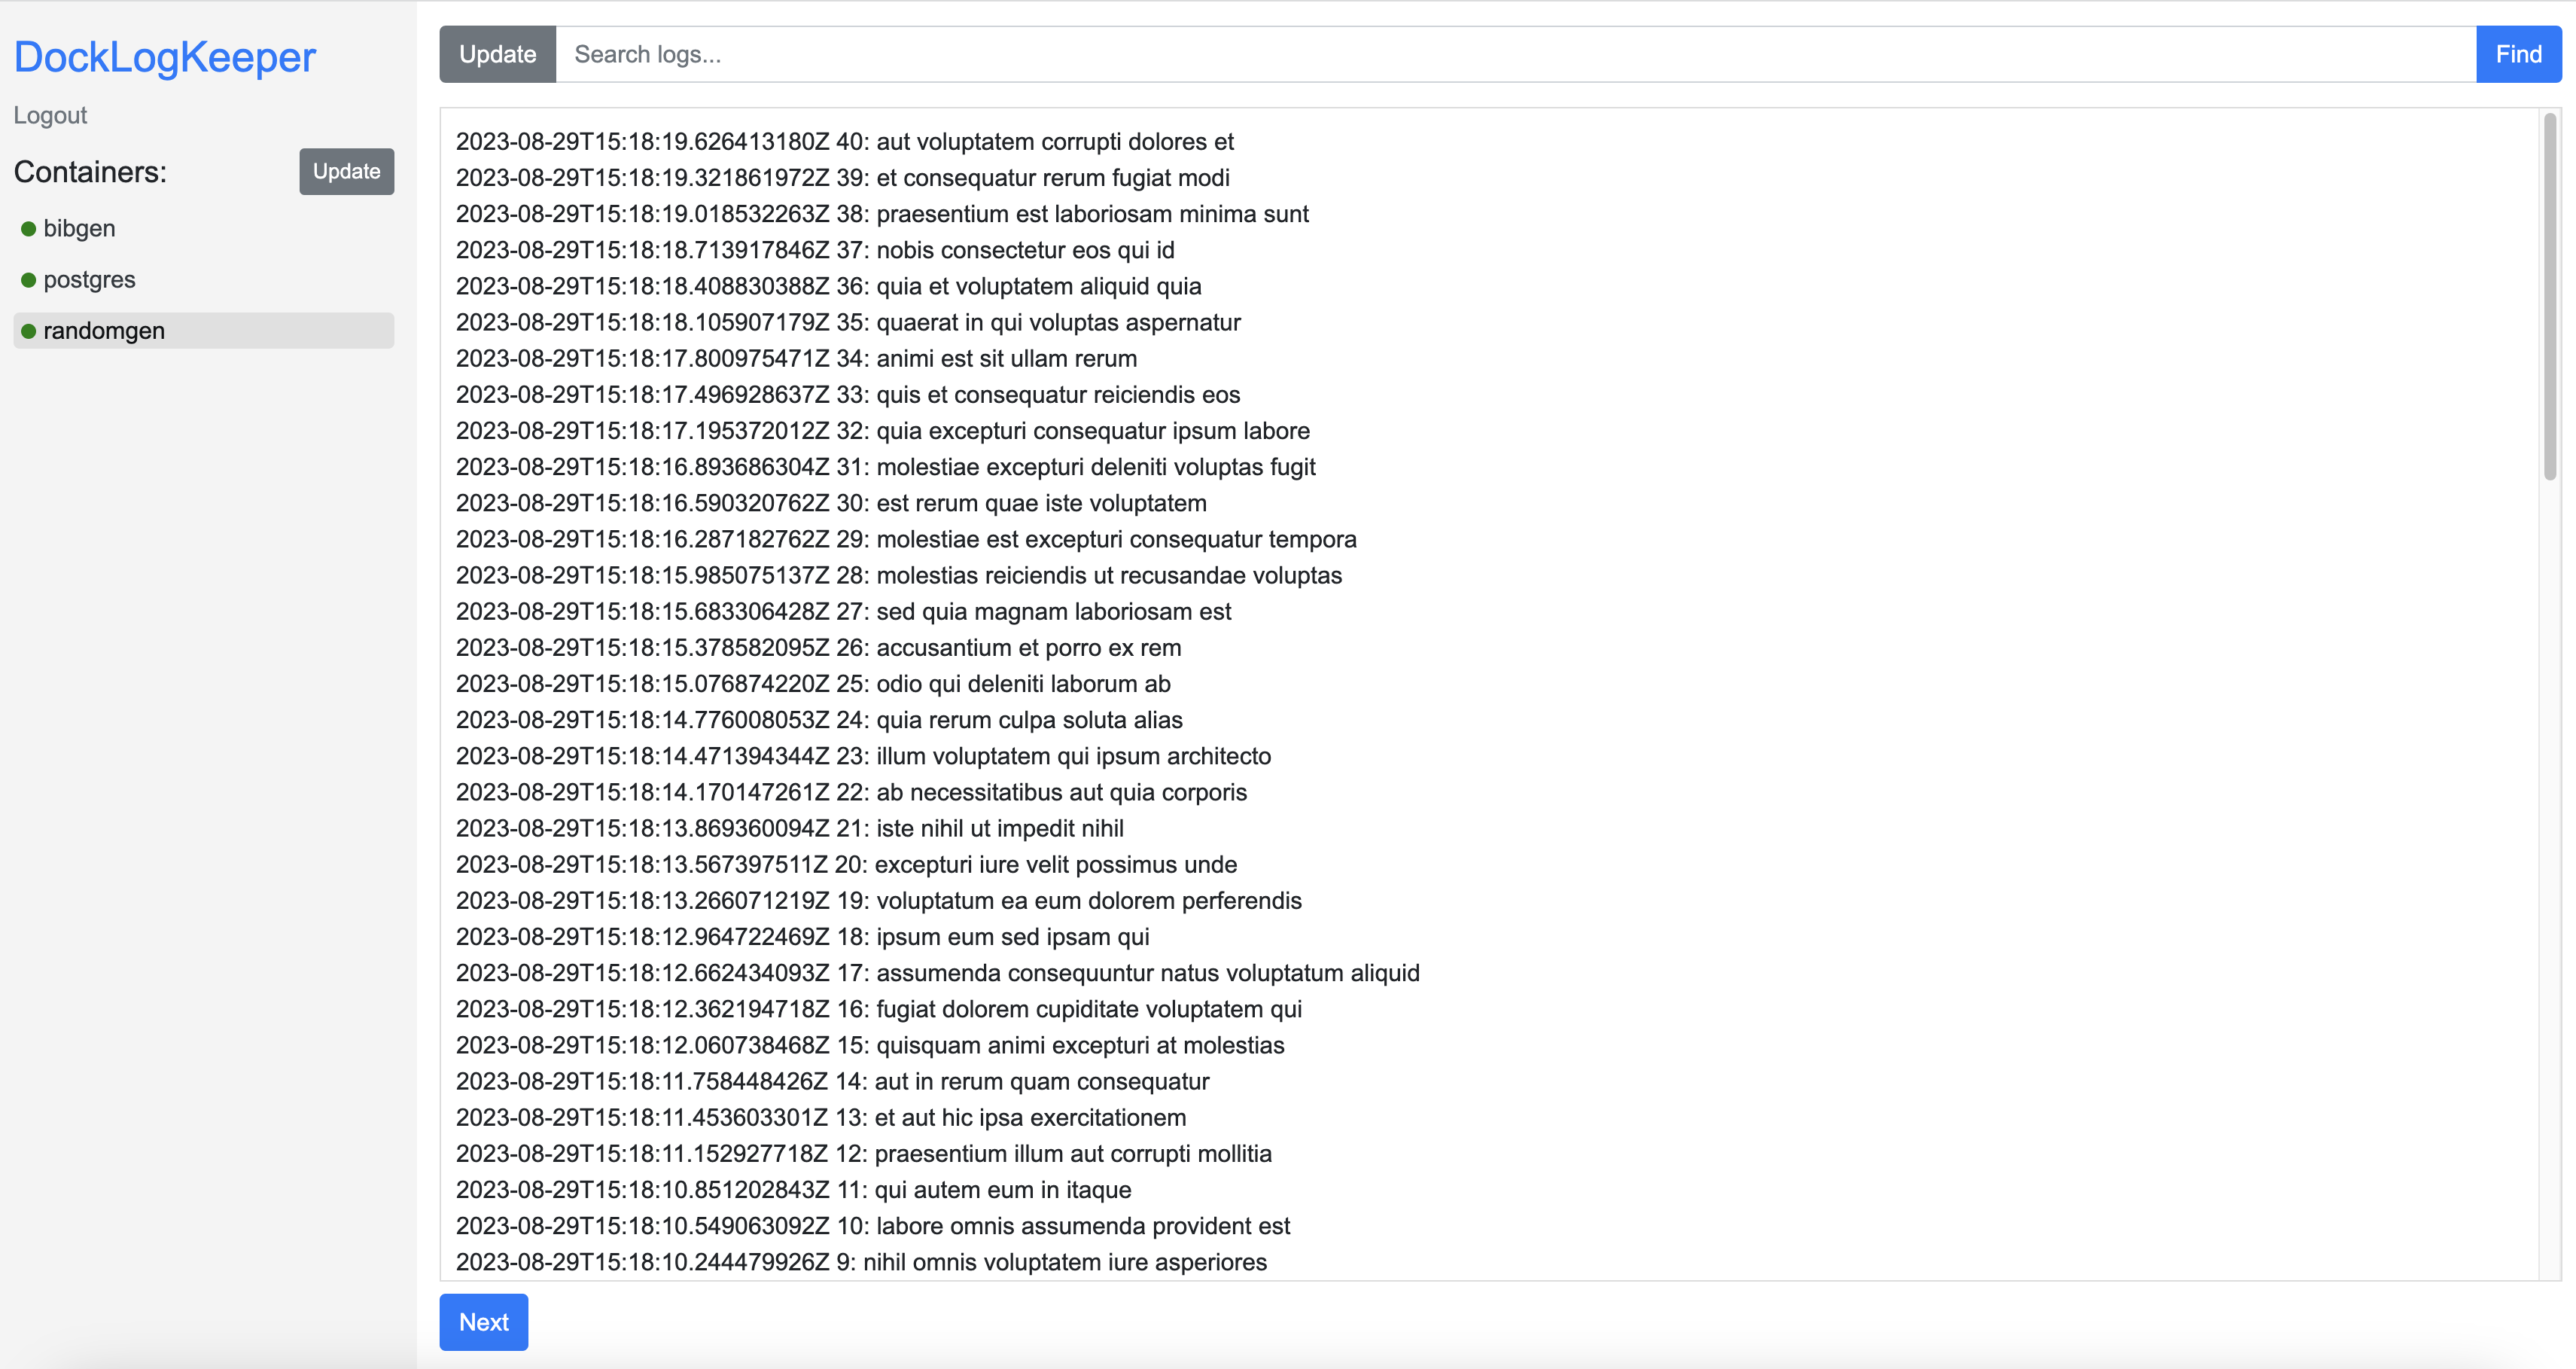 DockLogKeeper
Logout
Containers:
Update
bibgen
postgres
randomgen
Update
Search logs...
Find
2023-08-29T15:18:19.626413180Z 40: aut voluptatem corrupti dolores et
2023-08-29T15:18:19.321861972Z 39: et consequatur rerum fugiat modi
2023-08-29T15:18:19.018532263Z 38: praesentium est laboriosam minima sunt
2023-08-29T15:18:18.713917846Z 37: nobis consectetur eos qui id
2023-08-29T15:18:18.408830388Z 36: quia et voluptatem aliquid quia
2023-08-29T15:18:18.105907179Z 35: quaerat in qui voluptas aspernatur
2023-08-29T15:18:17.800975471Z 34: animi est sit ullam rerum
2023-08-29T15:18:17.496928637Z 33: quis et consequatur reiciendis eos
2023-08-29T15:18:17.195372012Z 32: quia excepturi consequatur ipsum labore
2023-08-29T15:18:16.893686304Z 31: molestiae excepturi deleniti voluptas fugit
2023-08-29T15:18:16.590320762Z 30: est rerum quae iste voluptatem
2023-08-29T15:18:16.287182762Z 29: molestiae est excepturi consequatur tempora
2023-08-29T15:18:15.985075137Z 28: molestias reiciendis ut recusandae voluptas
2023-08-29T15:18:15.683306428Z 27: sed quia magnam laboriosam est
2023-08-29T15:18:15.378582095Z 26: accusantium et porro ex rem
2023-08-29T15:18:15.076874220Z 25: odio qui deleniti laborum ab
2023-08-29T15:18:14.776008053Z 24: quia rerum culpa soluta alias
2023-08-29T15:18:14.471394344Z 23: illum voluptatem qui ipsum architecto
2023-08-29T15:18:14.170147261Z 22: ab necessitatibus aut quia corporis
2023-08-29T15:18:13.869360094Z 21: iste nihil ut impedit nihil
2023-08-29T15:18:13.567397511Z 20: excepturi iure velit possimus unde
2023-08-29T15:18:13.266071219Z 19: voluptatum ea eum dolorem perferendis
2023-08-29T15:18:12.964722469Z 18: ipsum eum sed ipsam qui
2023-08-29T15:18:12.662434093Z 17: assumenda consequuntur natus voluptatum aliquid
2023-08-29T15:18:12.362194718Z 16: fugiat dolorem cupiditate voluptatem qui
2023-08-29T15:18:12.060738468Z 15: quisquam animi excepturi at molestias
2023-08-29T15:18:11.758448426Z 14: aut in rerum quam consequatur
2023-08-29T15:18:11.453603301Z 13: et aut hic ipsa exercitationem
2023-08-29T15:18:11.152927718Z 12: praesentium illum aut corrupti mollitia
2023-08-29T15:18:10.851202843Z 11: qui autem eum in itaque
2023-08-29T15:18:10.549063092Z 10: labore omnis assumenda provident est
2023-08-29T15:18:10.244479926Z 9: nihil omnis voluptatem iure asperiores
Next